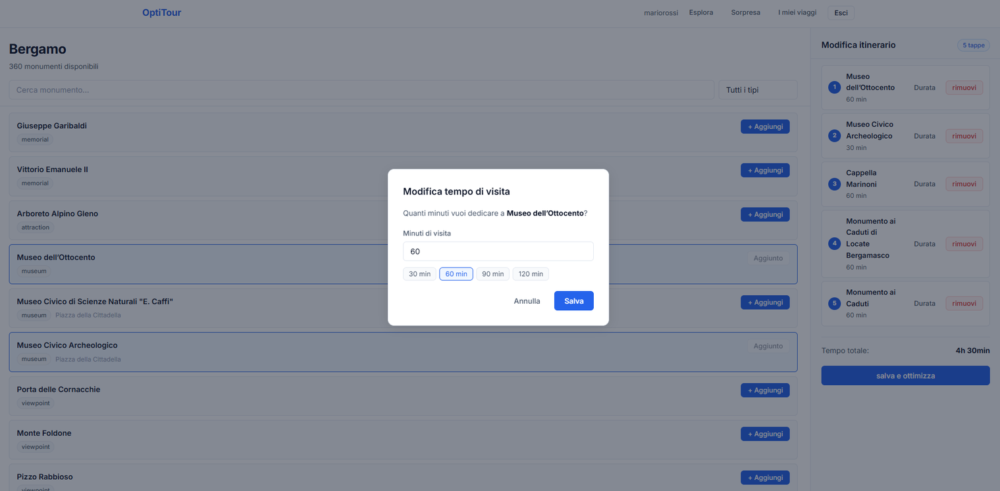 OptiTour
mariorossi Esplora Sorpresa I miei viaggi Esci
Bergamo
360 monumenti disponibili
Cerca monumento...
Tutti i tipi
Giuseppe Garibaldi
memorial
+ Aggiungi
Vittorio Emanuele II
memorial
+ Aggiungi
Arboreto Alpino Gleno
attraction
+ Aggiungi
Museo dell'Ottocento
museum
Aggiunto
Museo Civico di Scienze Naturali "E. Caffi"
museum Piazza della Cittadella
+ Aggiungi
Museo Civico Archeologico
museum Piazza della Cittadella
Aggiunto
Porta delle Cornacchie
viewpoint
+ Aggiungi
Monte Foldone
viewpoint
+ Aggiungi
Pizzo Rabbioso
viewpoint
+ Aggiungi
Modifica tempo di visita
Quanti minuti vuoi dedicare a Museo dell'Ottocento?
Minuti di visita
60
30 min 60 min 90 min 120 min
Annulla Salva
Modifica itinerario
5 tappe
1
Museo
dell'Ottocento
60 min
Durata
rimuovi
2
Museo Civico
Archeologico
30 min
Durata
rimuovi
3
Cappella
Marinoni
60 min
Durata
rimuovi
4
Monumento ai
Caduti di
Locate
Bergamasco
60 min
Durata
rimuovi
5
Monumento ai
Caduti
60 min
Durata
rimuovi
Tempo totale: 4h 30min
salva e ottimizza